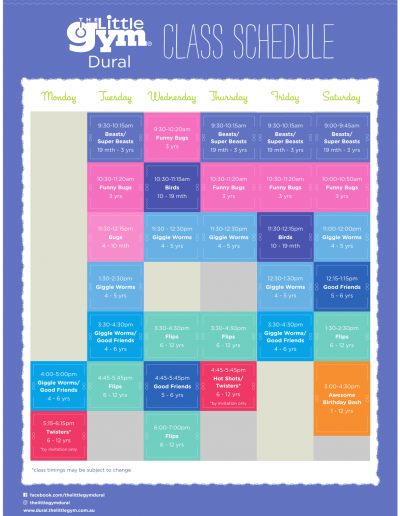 THE Little
gym®
Dural
CLASS SCHEDULE
Monday Tuesday Wednesday Thursday Friday Saturday
9:30-10:15am
Beasts/
Super Beasts
19 mth - 3 yrs
9:30-10:20am
Funny Bugs
3 yrs
9:30-10:15am
Beasts/
Super Beasts
19 mth - 3 yrs
9:30-10:15am
Beasts/
Super Beasts
19 mth - 3 yrs
9:00-9:45am
Beasts/
Super Beasts
19 mth - 3 yrs
10:30-11:20am
Funny Bugs
3 yrs
10:30-11:15am
Birds
10 - 19 mth
10:30-11:20am
Funny Bugs
3 yrs
10:30-11:20am
Funny Bugs
3 yrs
10:00-10:50am
Funny Bugs
3 yrs
11:30-12:15pm
Bugs
4 - 10 mth
11:30 - 12:30pm
Giggle Worms
4 - 5 yrs
11:30-12:30pm
Giggle Worms
4 - 5 yrs
11:30-12:15pm
Birds
10 - 19 mth
11:00-12:00pm
Giggle Worms
4 - 5 yrs
1:30-2:30pm
Giggle Worms
4 - 5 yrs
12:30-1:30pm
Giggle Worms
4 - 5 yrs
12:15-1:15pm
Good Friends
5 - 6 yrs
3:30-4:30pm
Giggle Worms/
Good Friends
4 - 6 yrs
3:30-4:30pm
Flips
6 - 12 yrs
3:30-4:30pm
Flips
6 - 12 yrs
3:30-4:30pm
Giggle Worms/
Good Friends
4 - 6 yrs
1:30-2:30pm
Flips
6 - 12 yrs
4:00-5:00pm
Giggle Worms/
Good Friends
4 - 6 yrs
4:45-5:45pm
Flips
6 - 12 yrs
4:45-5:45pm
Good Friends
5 - 6 yrs
4:45-5:45pm
Hot Shots/
Twisters*
*by invitation only
3:00-4:30pm
Awesome
Birthday Bash
1 - 12 yrs
5:15-6:15pm
Twisters*
6 - 12 yrs
*by invitation only
6:00-7:00pm
Flips
6 - 12 yrs
*class timings may be subject to change
facebook.com/thelittlegymdural
@thelittlegymdural
www.dural.thelittlegym.com.au